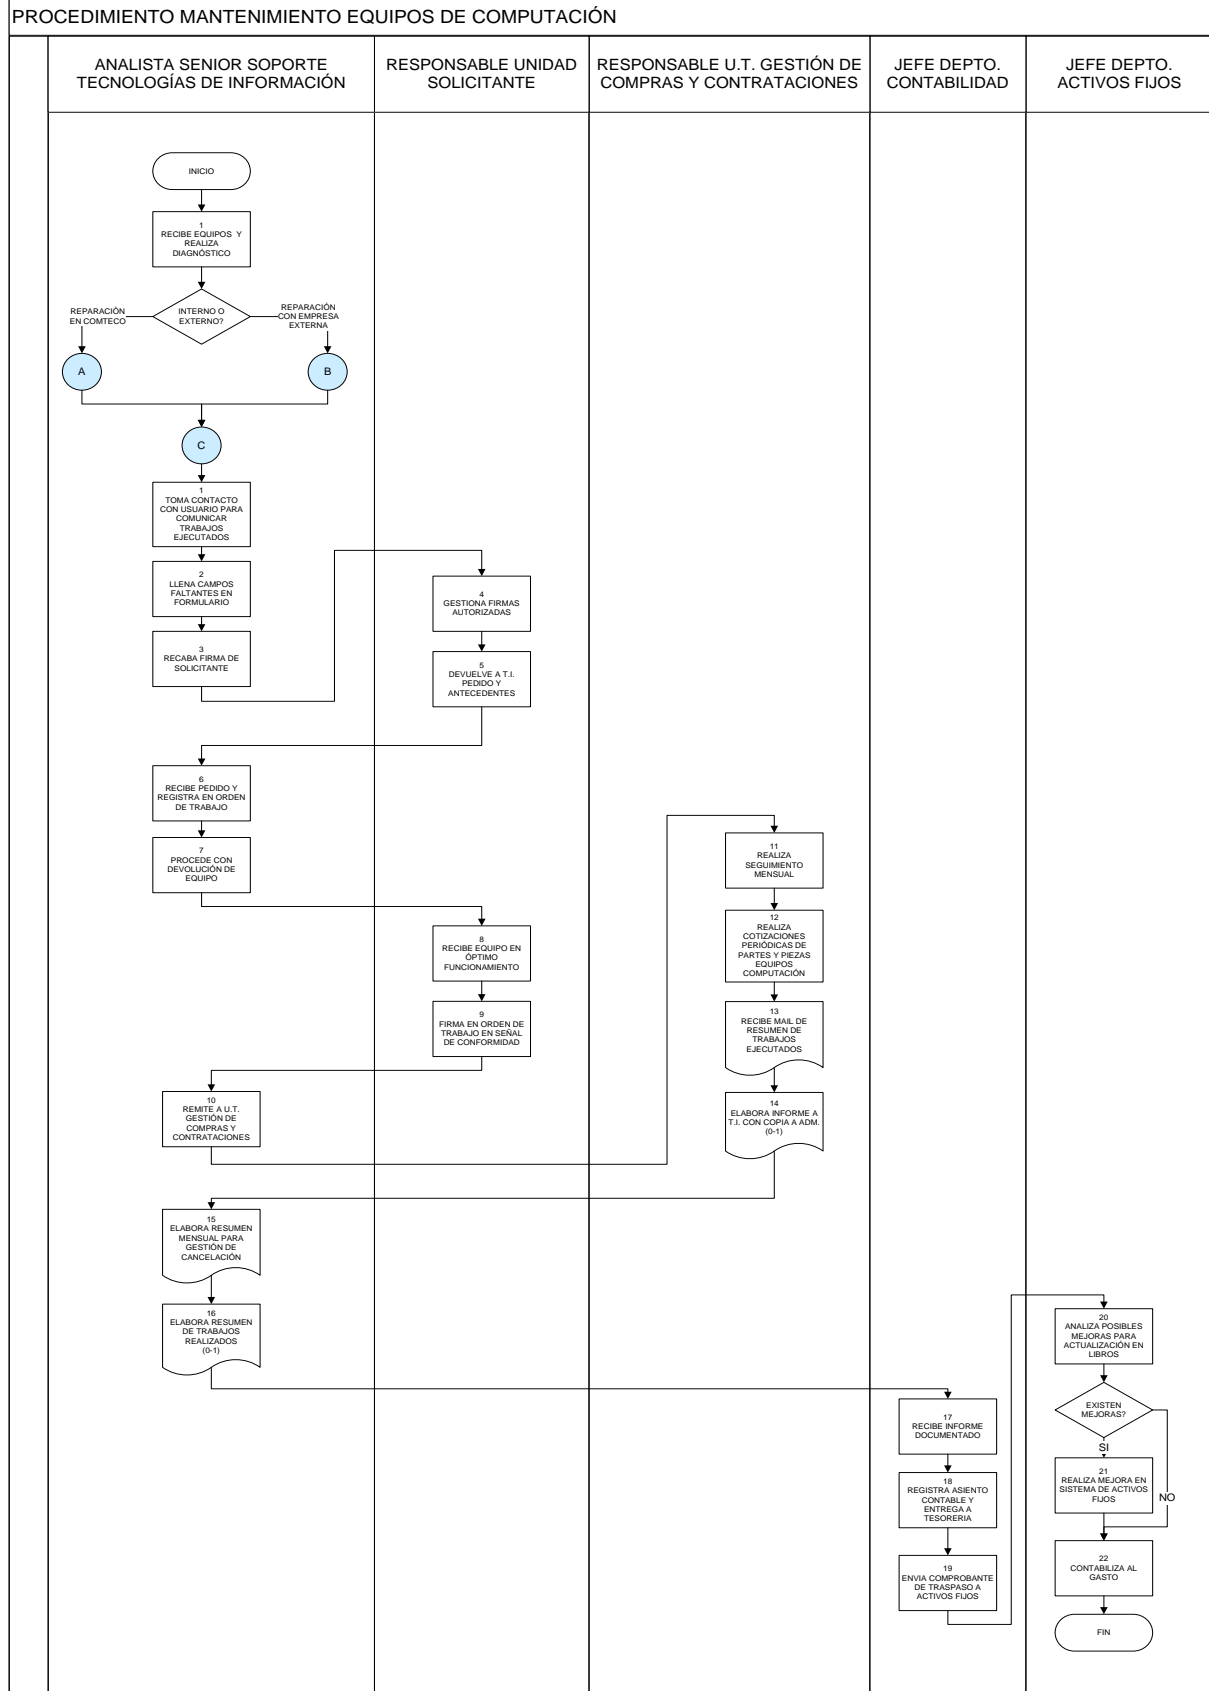 PROCEDIMIENTO MANTENIMIENTO EQUIPOS DE COMPUTACIÓN
ANALISTA SENIOR SOPORTE
TECNOLOGÍAS DE INFORMACIÓN
RESPONSABLE UNIDAD
SOLICITANTE
RESPONSABLE U.T. GESTIÓN DE
COMPRAS Y CONTRATACIONES
JEFE DEPTO.
CONTABILIDAD
JEFE DEPTO.
ACTIVOS FIJOS
INICIO
1
RECIBE EQUIPOS Y
REALIZA
DIAGNÓSTICO
INTERNO O
EXTERNO?
REPARACIÓN
EN COMTECO
REPARACIÓN
CON EMPRESA
EXTERNA
A
B
C
1
TOMA CONTACTO
CON USUARIO PARA
COMUNICAR
TRABAJOS
EJECUTADOS
2
LLENA CAMPOS
FALTANTES EN
FORMULARIO
3
RECABA FIRMA DE
SOLICITANTE
4
GESTIONA FIRMAS
AUTORIZADAS
5
DEVUELVE A T.I.
PEDIDO Y
ANTECEDENTES
6
RECIBE PEDIDO Y
REGISTRA EN ORDEN
DE TRABAJO
7
PROCEDE CON
DEVOLUCIÓN DE
EQUIPO
8
RECIBE EQUIPO EN
ÓPTIMO
FUNCIONAMIENTO
9
FIRMA EN ORDEN DE
TRABAJO EN SEÑAL
DE CONFORMIDAD
10
REMITE A U.T.
GESTIÓN DE
COMPRAS Y
CONTRATACIONES
11
REALIZA
SEGUIMIENTO
MENSUAL
12
REALIZA
COTIZACIONES
PERIÓDICAS DE
PARTES Y PIEZAS
EQUIPOS
COMPUTACIÓN
13
RECIBE MAIL DE
RESUMEN DE
TRABAJOS
EJECUTADOS
14
ELABORA INFORME A
T.I. CON COPIA A ADM.
(0-1)
15
ELABORA RESUMEN
MENSUAL PARA
GESTIÓN DE
CANCELACIÓN
16
ELABORA RESUMEN
DE TRABAJOS
REALIZADOS
(0-1)
17
RECIBE INFORME
DOCUMENTADO
18
REGISTRA ASIENTO
CONTABLE Y
ENTREGA A
TESORERIA
19
ENVIA COMPROBANTE
DE TRASPASO A
ACTIVOS FIJOS
20
ANALIZA POSIBLES
MEJORAS PARA
ACTUALIZACIÓN EN
LIBROS
EXISTEN
MEJORAS?
SI
21
REALIZA MEJORA EN
SISTEMA DE ACTIVOS
FIJOS
NO
22
CONTABILIZA AL
GASTO
FIN